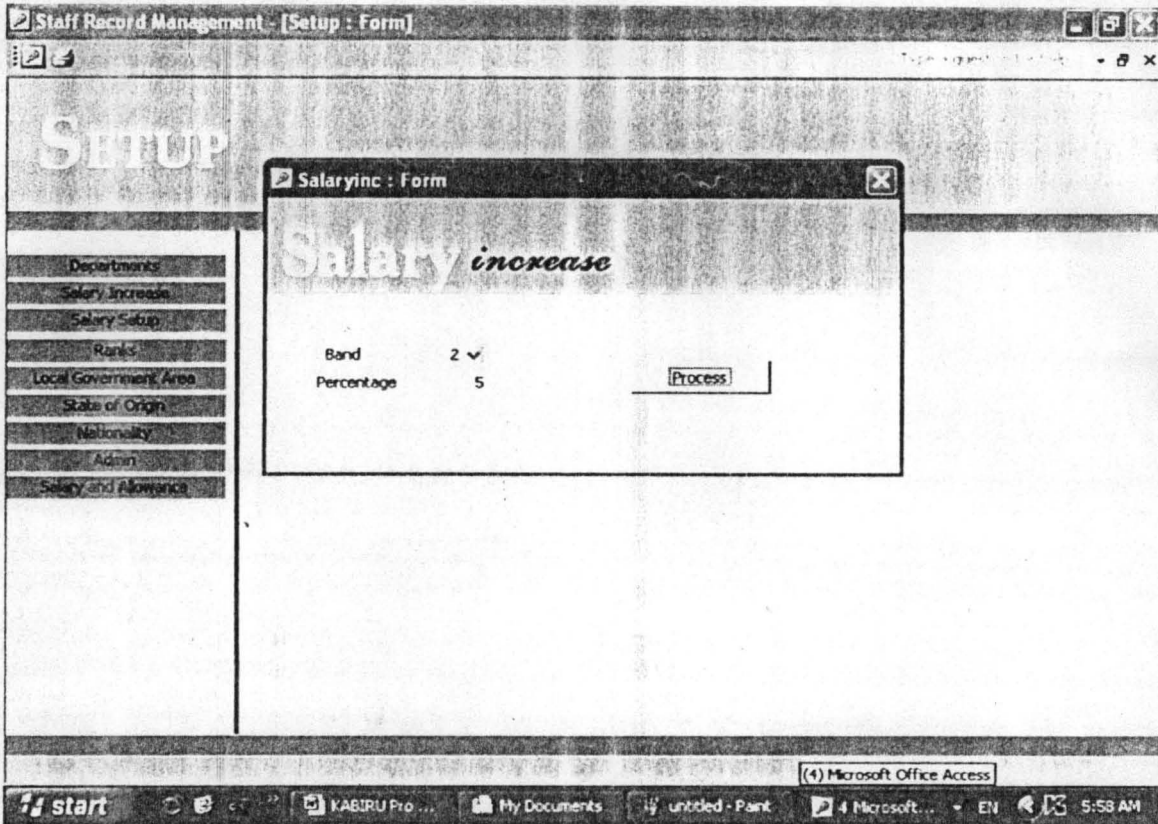 Staff Record Management - [Setup : Form]
SETUP
Salaryinc : Form
Salary increase
Departments
Salary Increase
Salary Setup
Ranks
Local Government Area
State of Origin
Nationality
Admin
Salary and Allowance
Band 2
Percentage 5
Process
(4) Microsoft Office Access
start
KABIRU Pro ...
My Documents
untitled - Paint
4 Microsoft...
EN
5:58 AM